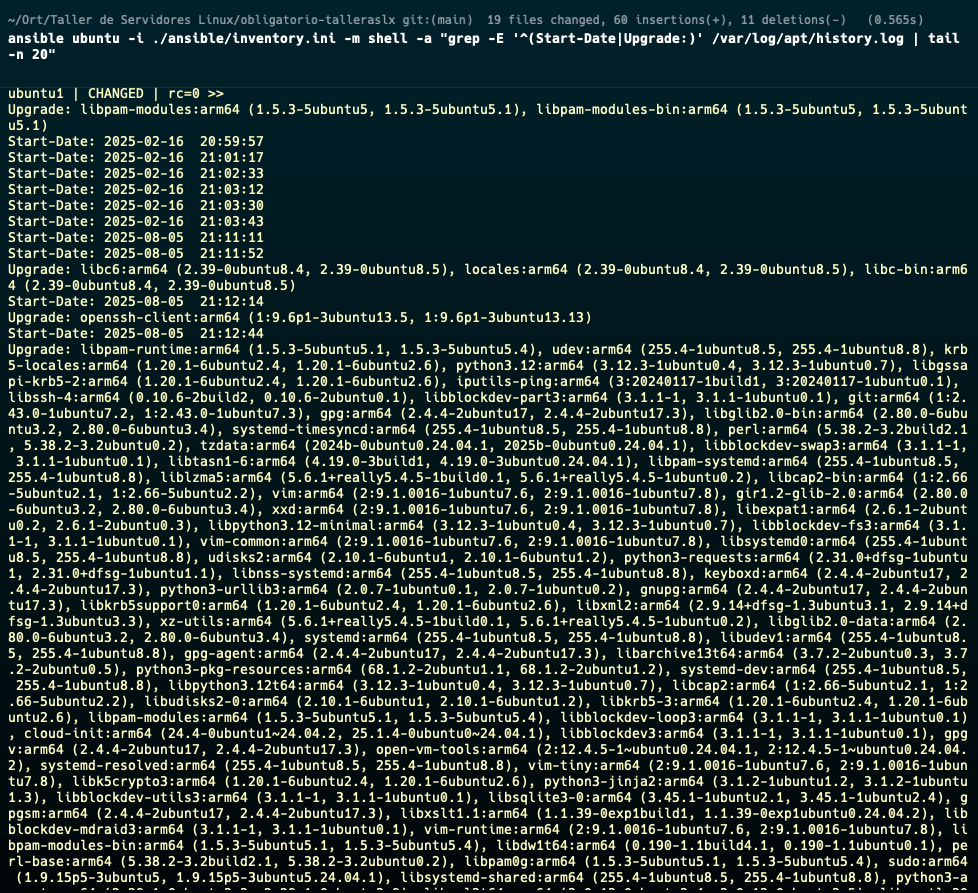 ~/Ort/Taller de Servidores Linux/obligatorio-talleraslx git:(main)  19 files changed, 60 insertions(+), 11 deletions(-)   (0.565s)
ansible ubuntu -i ./ansible/inventory.ini -m shell -a "grep -E '^(Start-Date|Upgrade:)' /var/log/apt/history.log | tail
-n 20"
ubuntu1 | CHANGED | rc=0 >>
Upgrade: libpam-modules:arm64 (1.5.3-5ubuntu5, 1.5.3-5ubuntu5.1), libpam-modules-bin:arm64 (1.5.3-5ubuntu5, 1.5.3-5ubunt
u5.1)
Start-Date: 2025-02-16  20:59:57
Start-Date: 2025-02-16  21:01:17
Start-Date: 2025-02-16  21:02:33
Start-Date: 2025-02-16  21:03:12
Start-Date: 2025-02-16  21:03:30
Start-Date: 2025-02-16  21:03:43
Start-Date: 2025-08-05  21:11:11
Start-Date: 2025-08-05  21:11:52
Upgrade: libc6:arm64 (2.39-0ubuntu8.4, 2.39-0ubuntu8.5), locales:arm64 (2.39-0ubuntu8.4, 2.39-0ubuntu8.5), libc-bin:arm6
4 (2.39-0ubuntu8.4, 2.39-0ubuntu8.5)
Start-Date: 2025-08-05  21:12:14
Upgrade: openssh-client:arm64 (1:9.6p1-3ubuntu13.5, 1:9.6p1-3ubuntu13.13)
Start-Date: 2025-08-05  21:12:44
Upgrade: libpam-runtime:arm64 (1.5.3-5ubuntu5.1, 1.5.3-5ubuntu5.4), udev:arm64 (255.4-1ubuntu8.5, 255.4-1ubuntu8.8), krb
5-locales:arm64 (1.20.1-6ubuntu2.4, 1.20.1-6ubuntu2.6), python3.12:arm64 (3.12.3-1ubuntu0.4, 3.12.3-1ubuntu0.7), libgssa
pi-krb5-2:arm64 (1.20.1-6ubuntu2.4, 1.20.1-6ubuntu2.6), iputils-ping:arm64 (3:20240117-1build1, 3:20240117-1ubuntu0.1),
libssh-4:arm64 (0.10.6-2build2, 0.10.6-2ubuntu0.1), libblockdev-part3:arm64 (3.1.1-1, 3.1.1-1ubuntu0.1), git:arm64 (1:2.
43.0-1ubuntu7.2, 1:2.43.0-1ubuntu7.3), gpg:arm64 (2.4.4-2ubuntu17, 2.4.4-2ubuntu17.3), libglib2.0-bin:arm64 (2.80.0-6ubu
ntu3.2, 2.80.0-6ubuntu3.4), systemd-timesyncd:arm64 (255.4-1ubuntu8.5, 255.4-1ubuntu8.8), perl:arm64 (5.38.2-3.2build2.1
, 5.38.2-3.2ubuntu0.2), tzdata:arm64 (2024b-0ubuntu0.24.04.1, 2025b-0ubuntu0.24.04.1), libblockdev-swap3:arm64 (3.1.1-1,
 3.1.1-1ubuntu0.1), libtasn1-6:arm64 (4.19.0-3build1, 4.19.0-3ubuntu0.24.04.1), libpam-systemd:arm64 (255.4-1ubuntu8.5,
255.4-1ubuntu8.8), liblzma5:arm64 (5.6.1+really5.4.5-1build0.1, 5.6.1+really5.4.5-1ubuntu0.2), libcap2-bin:arm64 (1:2.66
-5ubuntu2.1, 1:2.66-5ubuntu2.2), vim:arm64 (2:9.1.0016-1ubuntu7.6, 2:9.1.0016-1ubuntu7.8), gir1.2-glib-2.0:arm64 (2.80.0
-6ubuntu3.2, 2.80.0-6ubuntu3.4), xxd:arm64 (2:9.1.0016-1ubuntu7.6, 2:9.1.0016-1ubuntu7.8), libexpat1:arm64 (2.6.1-2ubunt
u0.2, 2.6.1-2ubuntu0.3), libpython3.12-minimal:arm64 (3.12.3-1ubuntu0.4, 3.12.3-1ubuntu0.7), libblockdev-fs3:arm64 (3.1.
1-1, 3.1.1-1ubuntu0.1), vim-common:arm64 (2:9.1.0016-1ubuntu7.6, 2:9.1.0016-1ubuntu7.8), libsystemd0:arm64 (255.4-1ubunt
u8.5, 255.4-1ubuntu8.8), udisks2:arm64 (2.10.1-6ubuntu1, 2.10.1-6ubuntu1.2), python3-requests:arm64 (2.31.0+dfsg-1ubuntu
1, 2.31.0+dfsg-1ubuntu1.1), libnss-systemd:arm64 (255.4-1ubuntu8.5, 255.4-1ubuntu8.8), keyboxd:arm64 (2.4.4-2ubuntu17, 2
.4.4-2ubuntu17.3), python3-urllib3:arm64 (2.0.7-1ubuntu0.1, 2.0.7-1ubuntu0.2), gnupg:arm64 (2.4.4-2ubuntu17, 2.4.4-2ubun
tu17.3), libkrb5support0:arm64 (1.20.1-6ubuntu2.4, 1.20.1-6ubuntu2.6), libxml2:arm64 (2.9.14+dfsg-1.3ubuntu3.1, 2.9.14+d
fsg-1.3ubuntu3.3), xz-utils:arm64 (5.6.1+really5.4.5-1build0.1, 5.6.1+really5.4.5-1ubuntu0.2), libglib2.0-data:arm64 (2.
80.0-6ubuntu3.2, 2.80.0-6ubuntu3.4), systemd:arm64 (255.4-1ubuntu8.5, 255.4-1ubuntu8.8), libudev1:arm64 (255.4-1ubuntu8.
5, 255.4-1ubuntu8.8), gpg-agent:arm64 (2.4.4-2ubuntu17, 2.4.4-2ubuntu17.3), libarchive13t64:arm64 (3.7.2-2ubuntu0.3, 3.7
.2-2ubuntu0.5), python3-pkg-resources:arm64 (68.1.2-2ubuntu1.1, 68.1.2-2ubuntu1.2), systemd-dev:arm64 (255.4-1ubuntu8.5,
 255.4-1ubuntu8.8), libpython3.12t64:arm64 (3.12.3-1ubuntu0.4, 3.12.3-1ubuntu0.7), libcap2:arm64 (1:2.66-5ubuntu2.1, 1:2
.66-5ubuntu2.2), libudisks2-0:arm64 (2.10.1-6ubuntu1, 2.10.1-6ubuntu1.2), libkrb5-3:arm64 (1.20.1-6ubuntu2.4, 1.20.1-6ub
untu2.6), libpam-modules:arm64 (1.5.3-5ubuntu5.1, 1.5.3-5ubuntu5.4), libblockdev-loop3:arm64 (3.1.1-1, 3.1.1-1ubuntu0.1)
, cloud-init:arm64 (24.4-0ubuntu1~24.04.2, 25.1.4-0ubuntu0~24.04.1), libblockdev3:arm64 (3.1.1-1, 3.1.1-1ubuntu0.1), gpg
v:arm64 (2.4.4-2ubuntu17, 2.4.4-2ubuntu17.3), open-vm-tools:arm64 (2:12.4.5-1~ubuntu0.24.04.1, 2:12.4.5-1~ubuntu0.24.04.
2), systemd-resolved:arm64 (255.4-1ubuntu8.5, 255.4-1ubuntu8.8), vim-tiny:arm64 (2:9.1.0016-1ubuntu7.6, 2:9.1.0016-1ubun
tu7.8), libk5crypto3:arm64 (1.20.1-6ubuntu2.4, 1.20.1-6ubuntu2.6), python3-jinja2:arm64 (3.1.2-1ubuntu1.2, 3.1.2-1ubuntu
1.3), libblockdev-utils3:arm64 (3.1.1-1, 3.1.1-1ubuntu0.1), libsqlite3-0:arm64 (3.45.1-1ubuntu2.1, 3.45.1-1ubuntu2.4), g
pgsm:arm64 (2.4.4-2ubuntu17, 2.4.4-2ubuntu17.3), libxslt1.1:arm64 (1.1.39-0exp1build1, 1.1.39-0exp1ubuntu0.24.04.2), lib
blockdev-mdraid3:arm64 (3.1.1-1, 3.1.1-1ubuntu0.1), vim-runtime:arm64 (2:9.1.0016-1ubuntu7.6, 2:9.1.0016-1ubuntu7.8), li
bpam-modules-bin:arm64 (1.5.3-5ubuntu5.1, 1.5.3-5ubuntu5.4), libdw1t64:arm64 (0.190-1.1build4.1, 0.190-1.1ubuntu0.1), pe
rl-base:arm64 (5.38.2-3.2build2.1, 5.38.2-3.2ubuntu0.2), libpam0g:arm64 (1.5.3-5ubuntu5.1, 1.5.3-5ubuntu5.4), sudo:arm64
 (1.9.15p5-3ubuntu5, 1.9.15p5-3ubuntu5.24.04.1), libsystemd-shared:arm64 (255.4-1ubuntu8.5, 255.4-1ubuntu8.8), python3-a